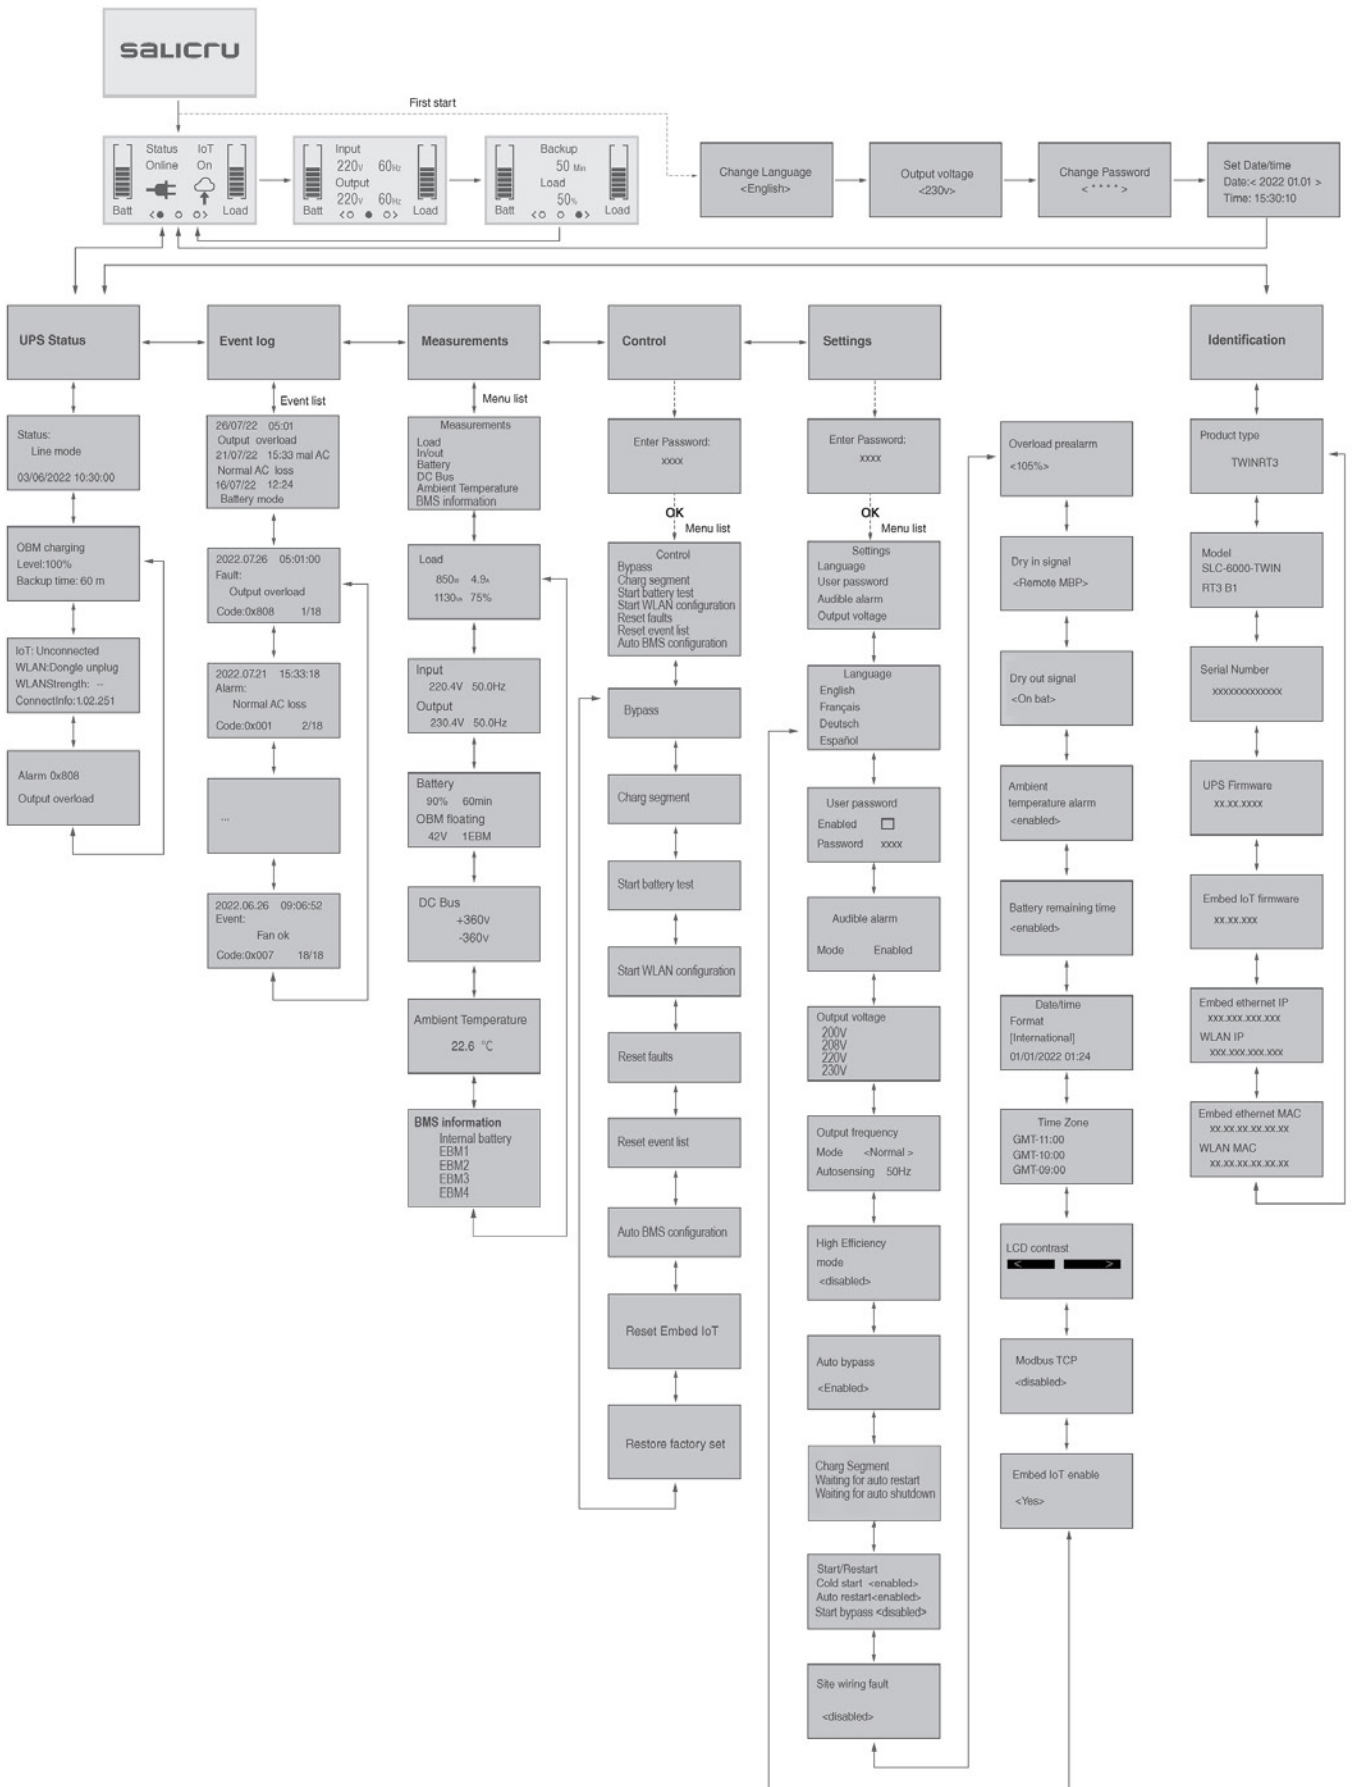 salicru
First start
Status IoT
Online On
Batt < > Load
Input
220v 60Hz
Output
220v 60Hz
Batt < > Load
Backup
50 Min
Load
50%
Batt < > Load
Change Language
<English>
Output voltage
<230v>
Change Password
< * * * * >
Set Date/time
Date:< 2022 01.01 >
Time: 15:30:10
UPS Status
Event log
Measurements
Control
Settings
Identification
Status:
Line mode
03/06/2022 10:30:00
OBM charging
Level:100%
Backup time: 60 m
IoT: Unconnected
WLAN:Dongle unplug
WLANStrength: --
ConnectInfo:1.02.251
Alarm 0x808
Output overload
Event list
26/07/22 05:01
Output overload
21/07/22 15:33 mal AC
Normal AC loss
16/07/22 12:24
Battery mode
2022.07.26 05:01:00
Fault:
Output overload
Code:0x808 1/18
2022.07.21 15:33:18
Alarm:
Normal AC loss
Code:0x001 2/18
...
2022.06.26 09:06:52
Event:
Fan ok
Code:0x007 18/18
Menu list
Measurements
Load
In/out
Battery
DC Bus
Ambient Temperature
BMS information
Load
850w 4.9A
1130 75%
Input
220.4V 50.0Hz
Output
230.4V 50.0Hz
Battery
90% 60min
OBM floating
42V 1EBM
DC Bus
+360v
-360v
Ambient Temperature
22.6 °C
BMS information
Internal battery
EBM1
EBM2
EBM3
EBM4
Enter Password:
xxxx
OK
Menu list
Control
Bypass
Charg segment
Start battery test
Start WLAN configuration
Reset faults
Reset event list
Auto BMS configuration
Bypass
Charg segment
Start battery test
Start WLAN configuration
Reset faults
Reset event list
Auto BMS configuration
Reset Embed IoT
Restore factory set
Enter Password:
xxxx
OK
Menu list
Settings
Language
User password
Audible alarm
Output voltage
Language
English
Français
Deutsch
Español
User password
Enabled
Password xxxx
Audible alarm
Mode Enabled
Output voltage
200V
208V
220V
230V
Output frequency
Mode <Normal >
Autosensing 50Hz
High Efficiency
mode
<disabled>
Auto bypass
<Enabled>
Charg Segment
Waiting for auto restart
Waiting for auto shutdown
Start/Restart
Cold start <enabled>
Auto restart<enabled>
Start bypass <disabled>
Site wiring fault
<disabled>
Overload prealarm
<105%>
Dry in signal
<Remote MBP>
Dry out signal
<On bat>
Ambient
temperature alarm
<enabled>
Battery remaining time
<enabled>
Date/time
Format
[International]
01/01/2022 01:24
Time Zone
GMT-11:00
GMT-10:00
GMT-09:00
LCD contrast
< >
Modbus TCP
<disabled>
Embed IoT enable
<Yes>
Product type
TWINRT3
Model
SLC-6000-TWIN
RT3 B1
Serial Number
xxxxxxxxxxxxx
UPS Firmware
xx.xx.xxxx
Embed IoT firmware
xx.xx.xxx
Embed ethernet IP
xxx.xxx.xxx.xxx
WLAN IP
xxx.xxx.xxx.xxx
Embed ethernet MAC
xx.xx.xx.xx.xx.xx
WLAN MAC
xx.xx.xx.xx.xx.xx